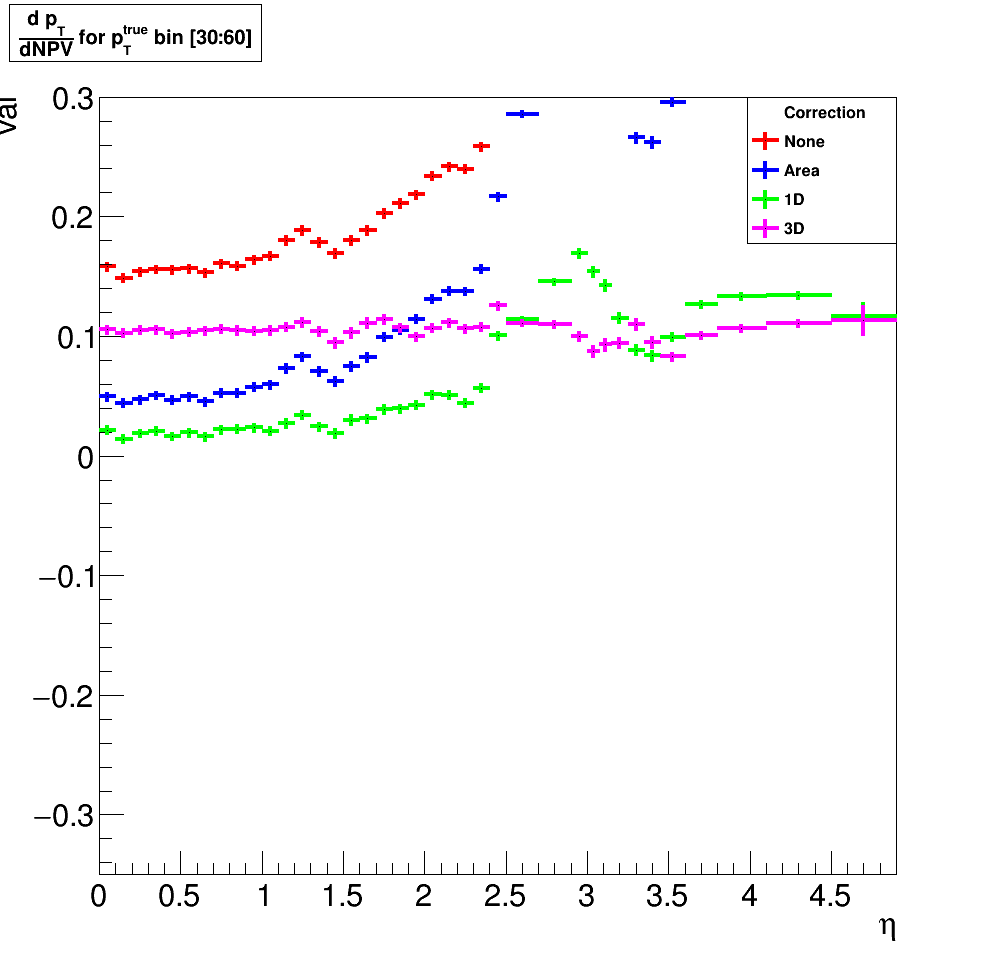 d pT
dNPV for pT^true bin [30:60]
val
0.3
0.2
0.1
0
−0.1
−0.2
−0.3
Correction
None
Area
1D
3D
0 0.5 1 1.5 2 2.5 3 3.5 4 4.5
η